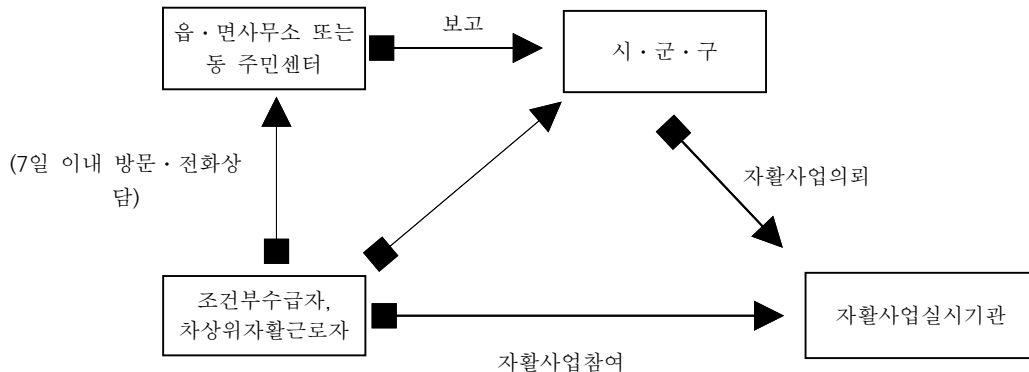 읍·면사무소 또는
동 주민센터
보고
시·군·구
(7일 이내 방문·전화상
담)
자활사업의뢰
조건부수급자,
차상위자활근로자
자활사업실시기관
자활사업참여